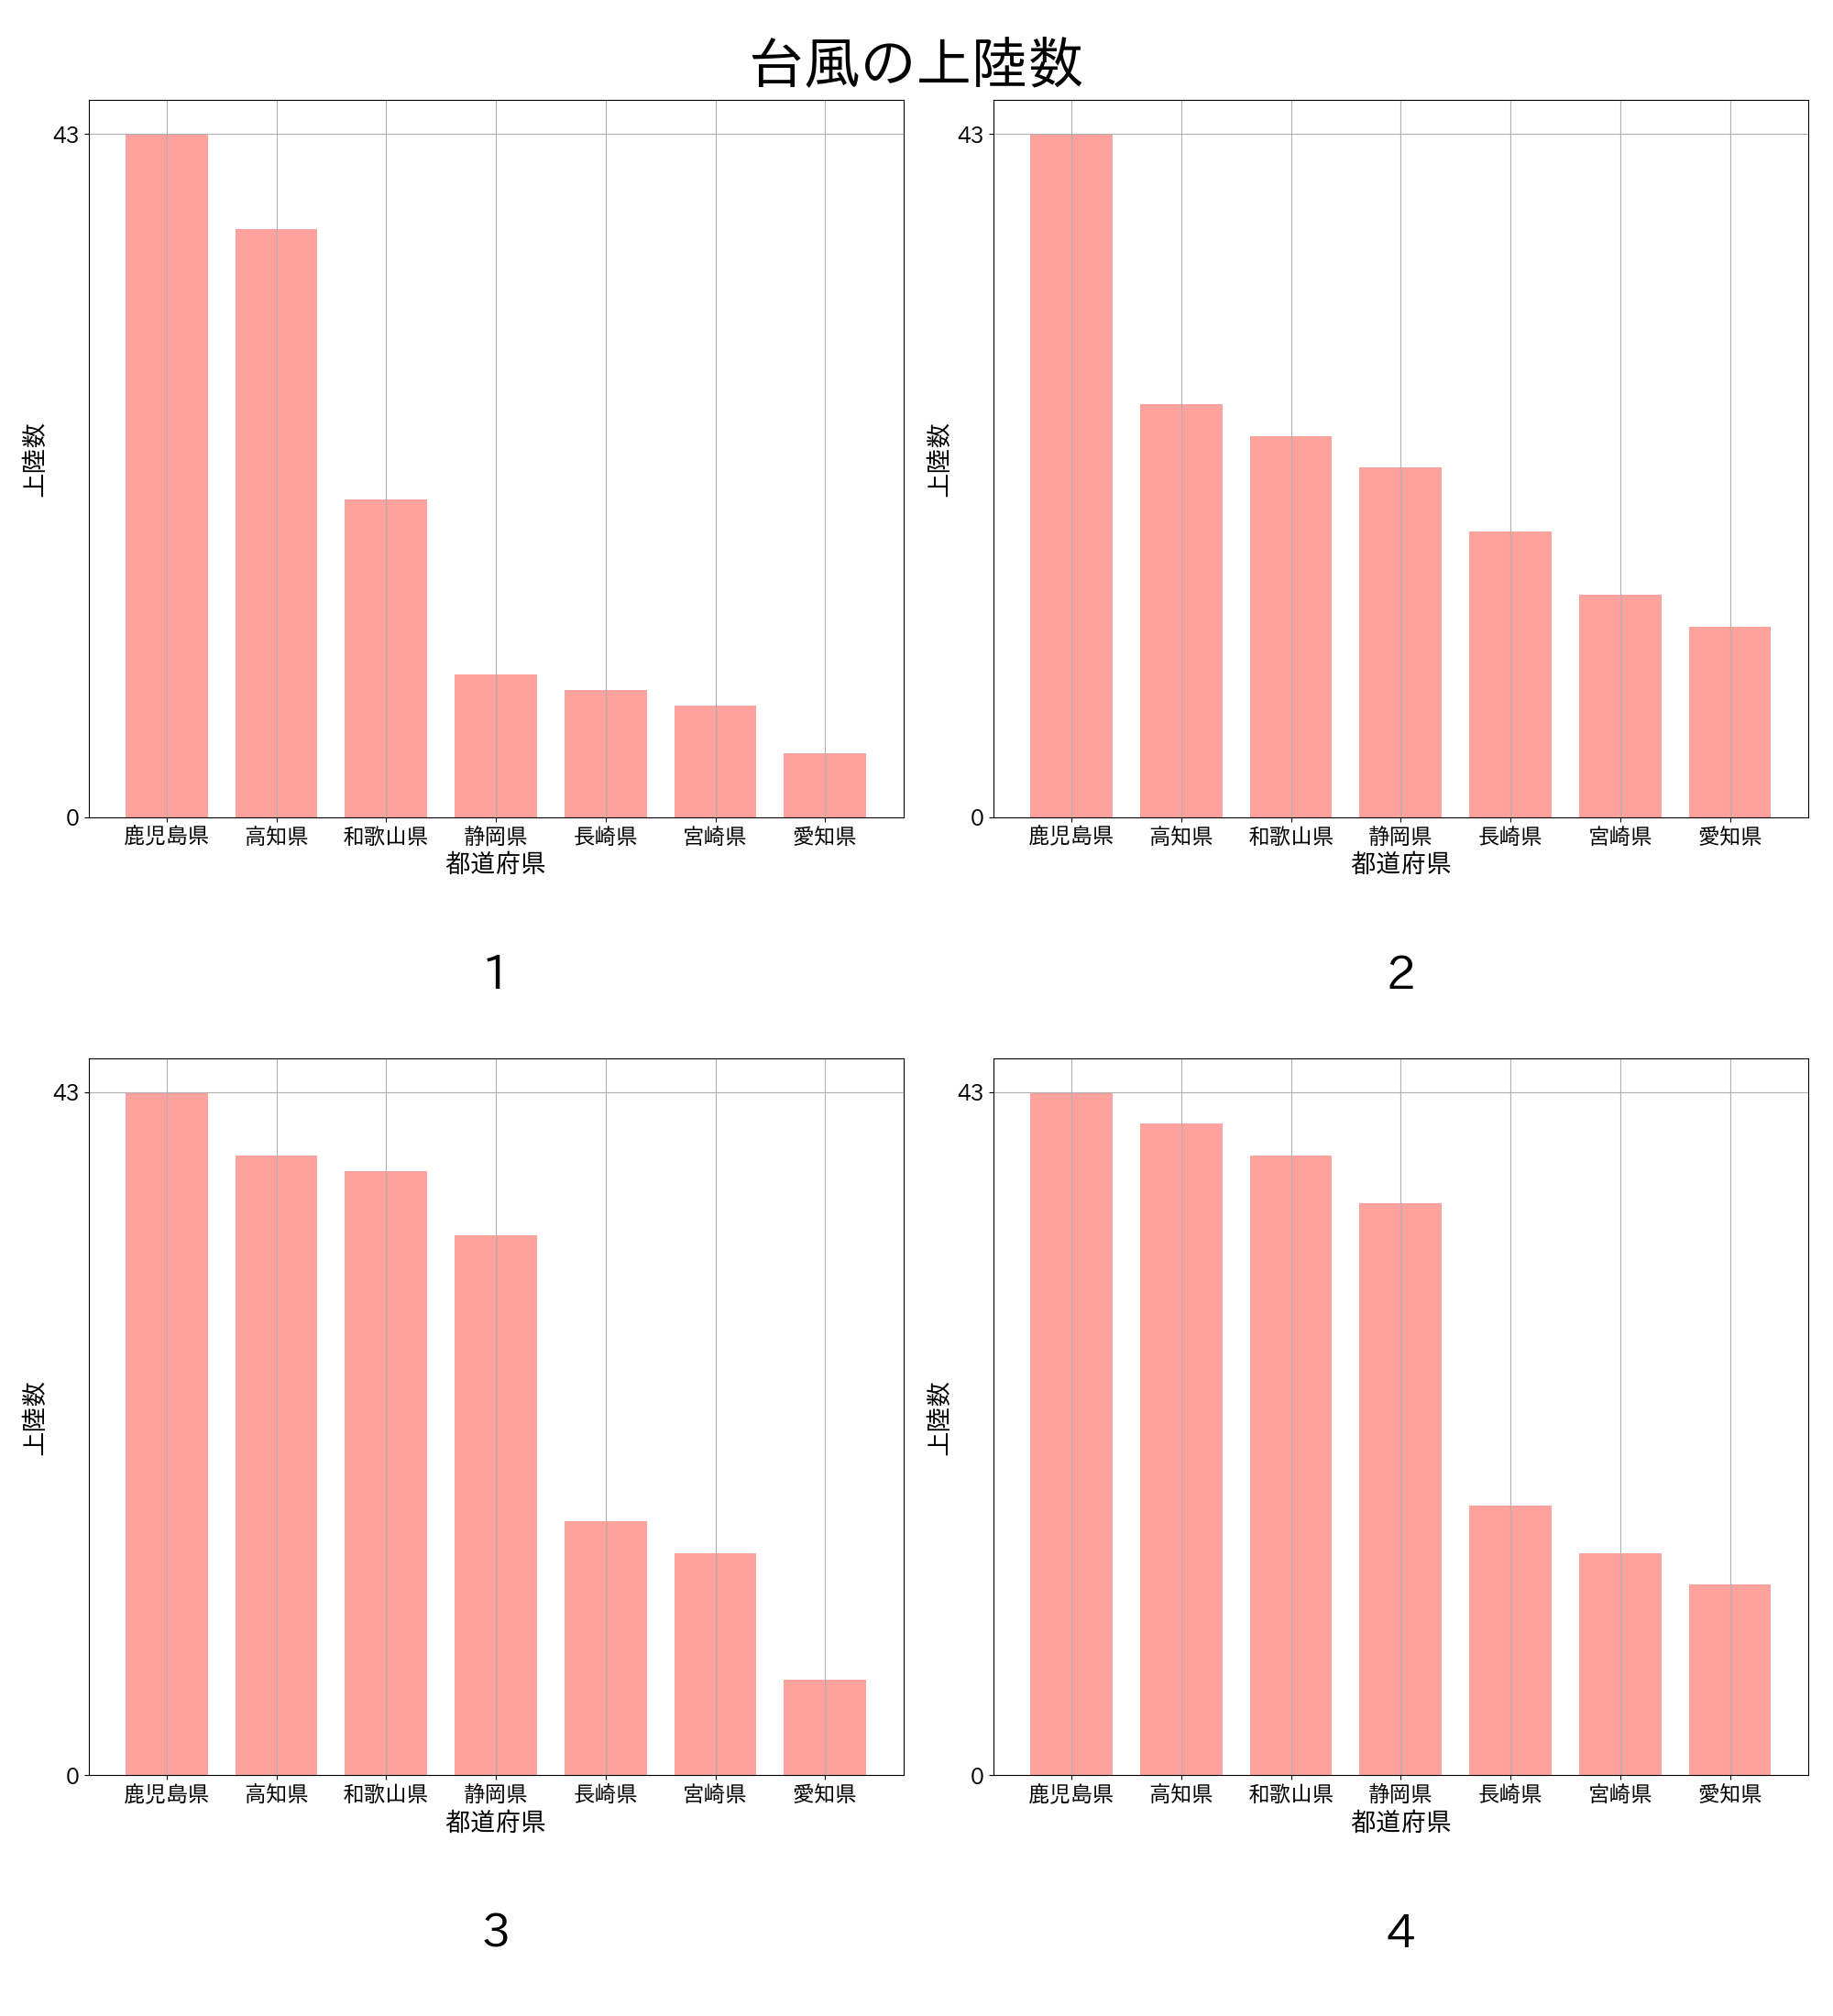 台風の上陸数
43
0
上陸数
鹿児島県 高知県 和歌山県 静岡県 長崎県 宮崎県 愛知県
都道府県
1
43
0
上陸数
鹿児島県 高知県 和歌山県 静岡県 長崎県 宮崎県 愛知県
都道府県
2
43
0
上陸数
鹿児島県 高知県 和歌山県 静岡県 長崎県 宮崎県 愛知県
都道府県
3
43
0
上陸数
鹿児島県 高知県 和歌山県 静岡県 長崎県 宮崎県 愛知県
都道府県
4